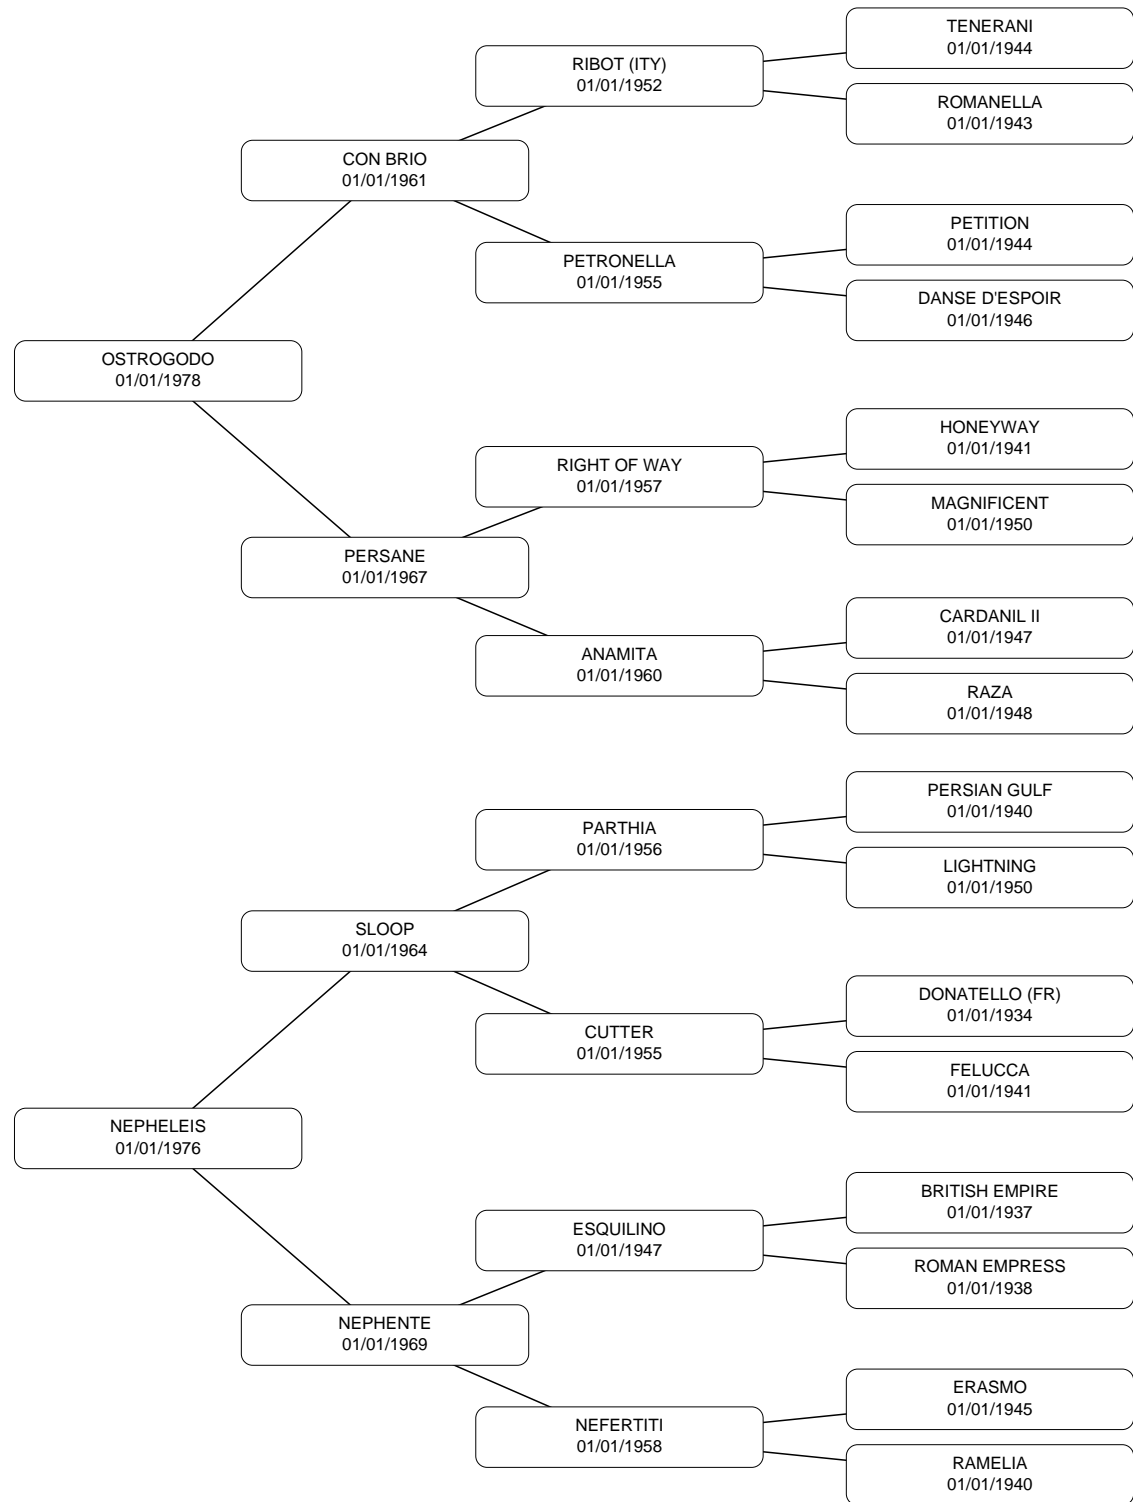 TENERANI
01/01/1944
RIBOT (ITY)
01/01/1952
ROMANELLA
01/01/1943
CON BRIO
01/01/1961
PETITION
01/01/1944
PETRONELLA
01/01/1955
DANSE D'ESPOIR
01/01/1946
OSTROGODO
01/01/1978
HONEYWAY
01/01/1941
RIGHT OF WAY
01/01/1957
MAGNIFICENT
01/01/1950
PERSANE
01/01/1967
CARDANIL II
01/01/1947
ANAMITA
01/01/1960
RAZA
01/01/1948
PERSIAN GULF
01/01/1940
PARTHIA
01/01/1956
LIGHTNING
01/01/1950
SLOOP
01/01/1964
DONATELLO (FR)
01/01/1934
CUTTER
01/01/1955
FELUCCA
01/01/1941
NEPHELEIS
01/01/1976
BRITISH EMPIRE
01/01/1937
ESQUILINO
01/01/1947
ROMAN EMPRESS
01/01/1938
NEPHENTE
01/01/1969
ERASMO
01/01/1945
NEFERTITI
01/01/1958
RAMELIA
01/01/1940